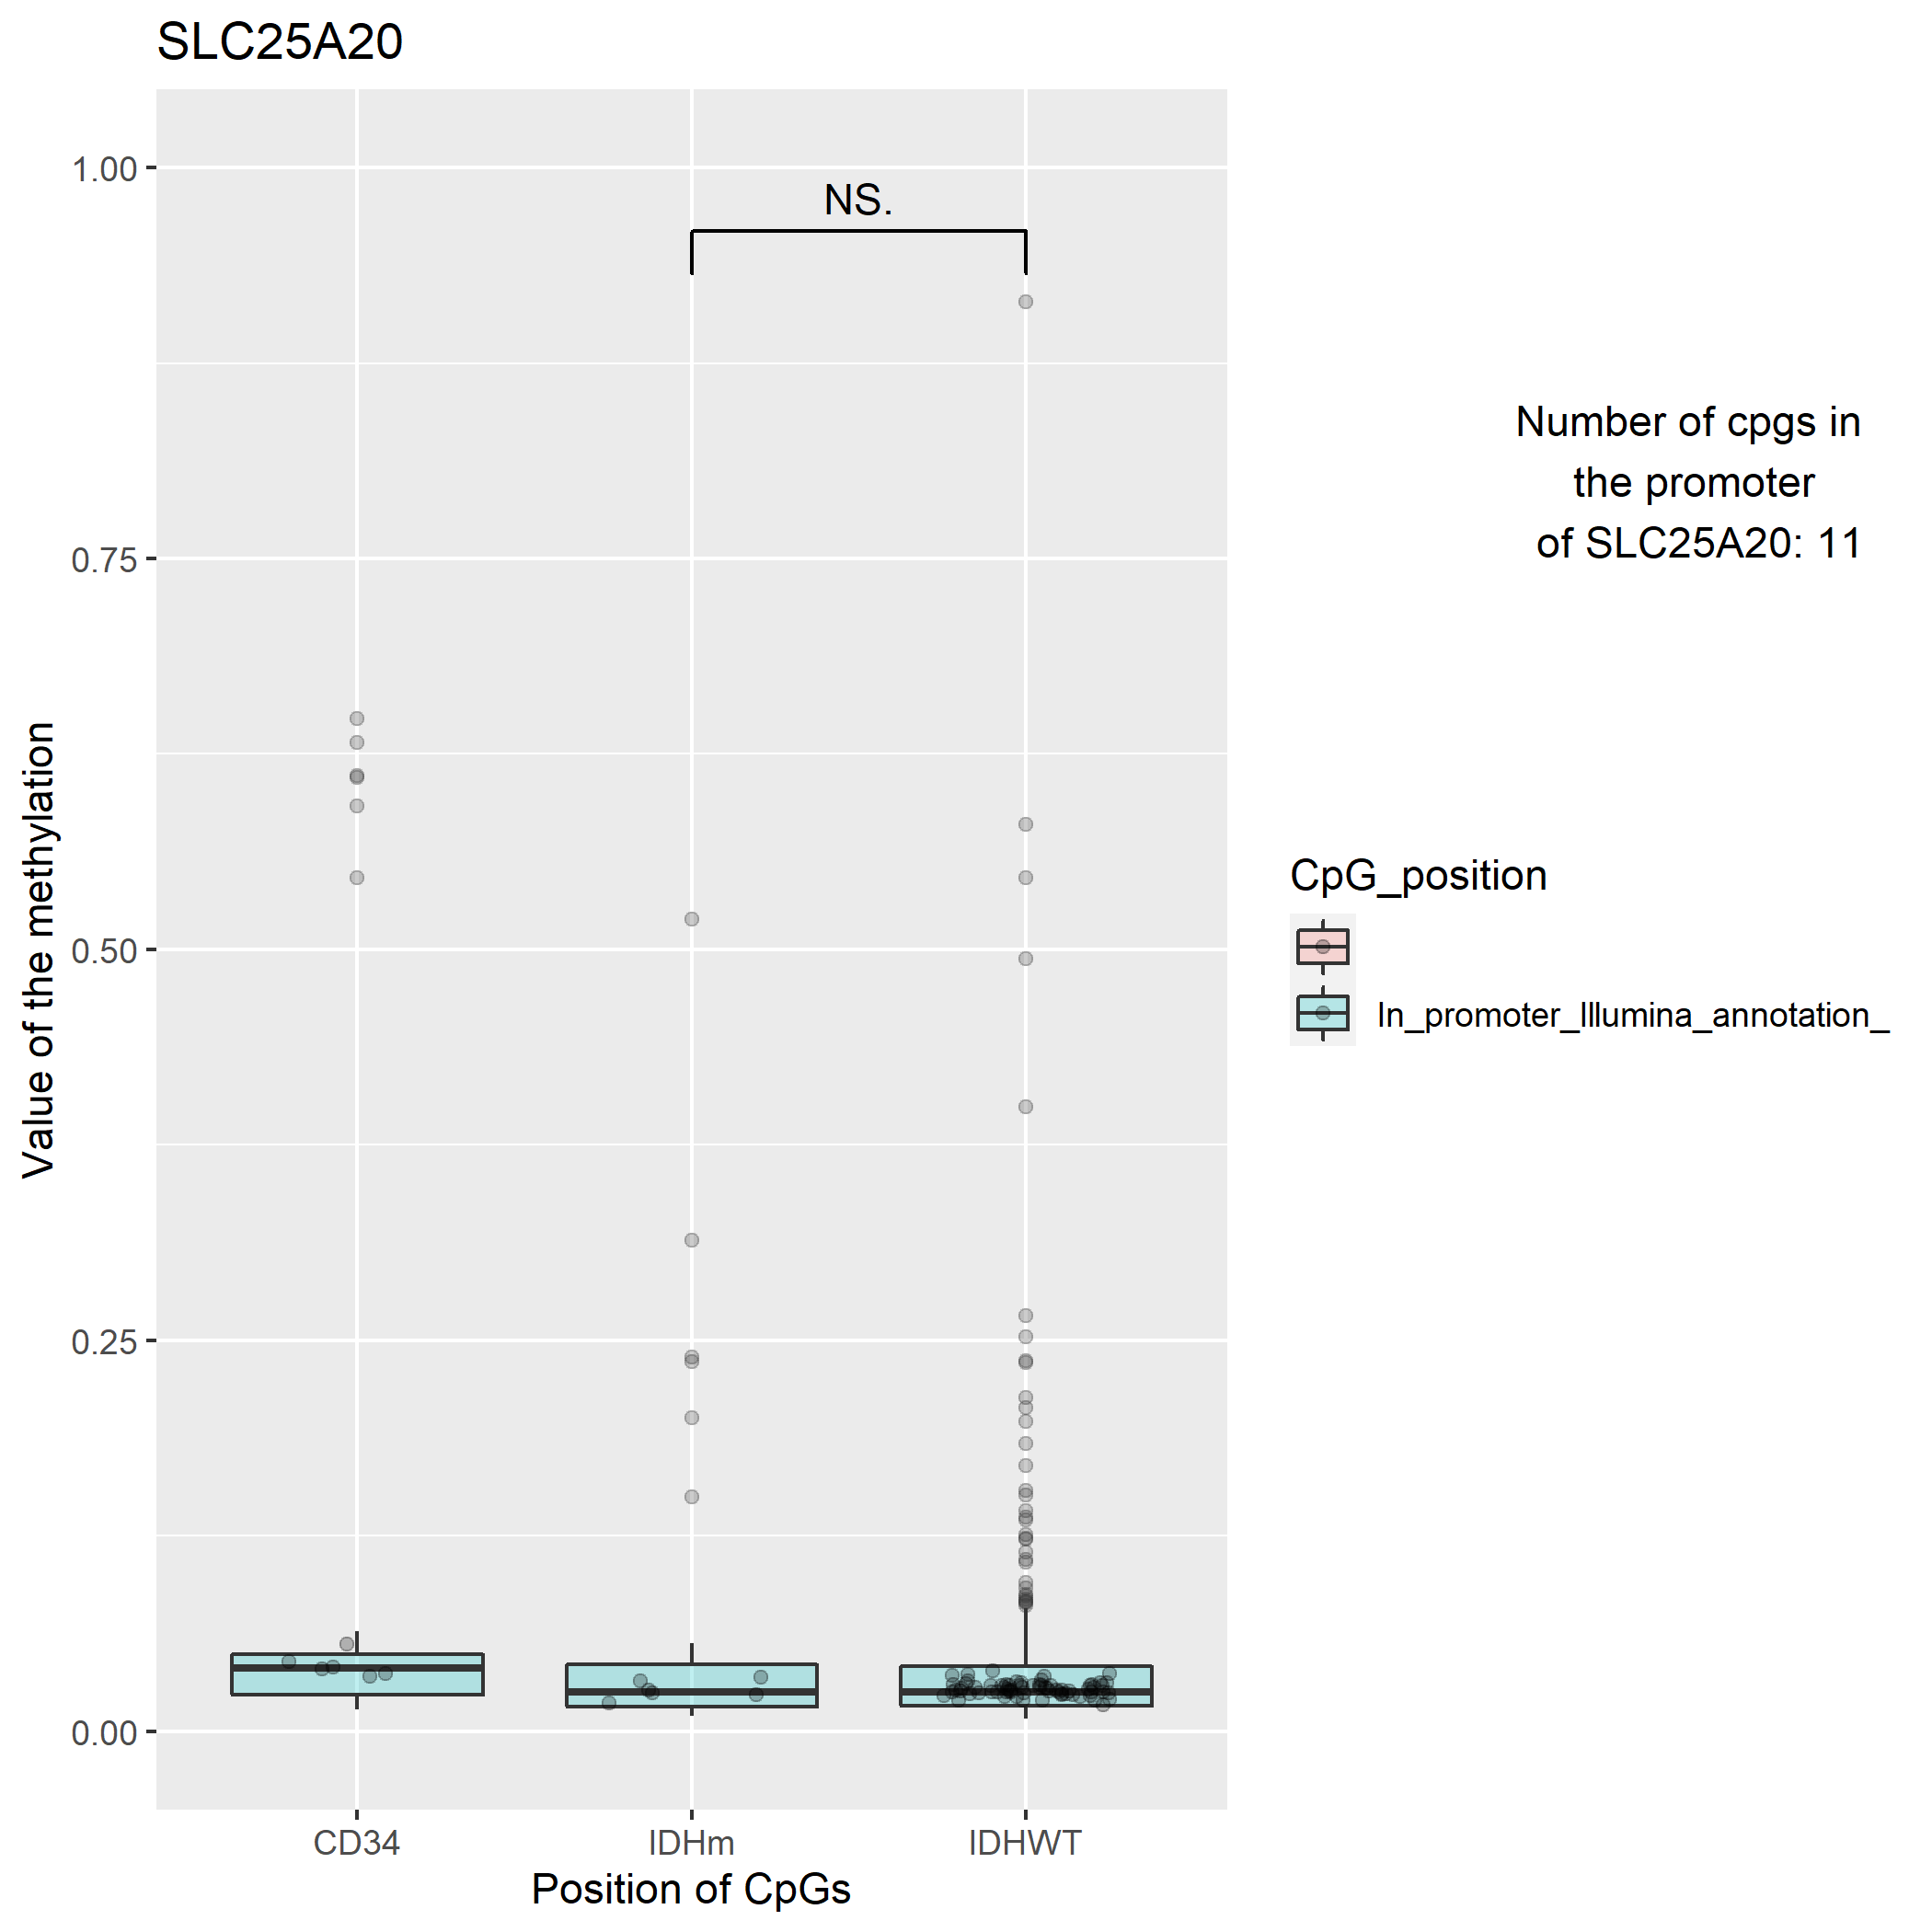 SLC25A20
1.00
0.75
0.50
0.25
0.00
Value of the methylation
NS.
CD34
IDHm
IDHWT
Position of CpGs
Number of cpgs in
the promoter
of SLC25A20: 11
CpG_position
In_promoter_Illumina_annotation_